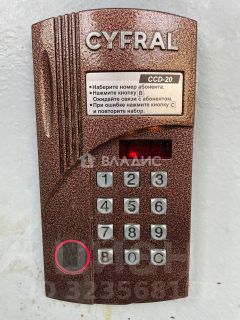 CYFRAL
CCD-20
•Наберите номер абонента.
•Нажмите кнопку B.
Ожидайте связи с абонентом.
•При ошибке нажмите кнопку C
и повторите набор.
ВЛАДИС
1 2 3
4 5 6
7 8 9
B 0 C